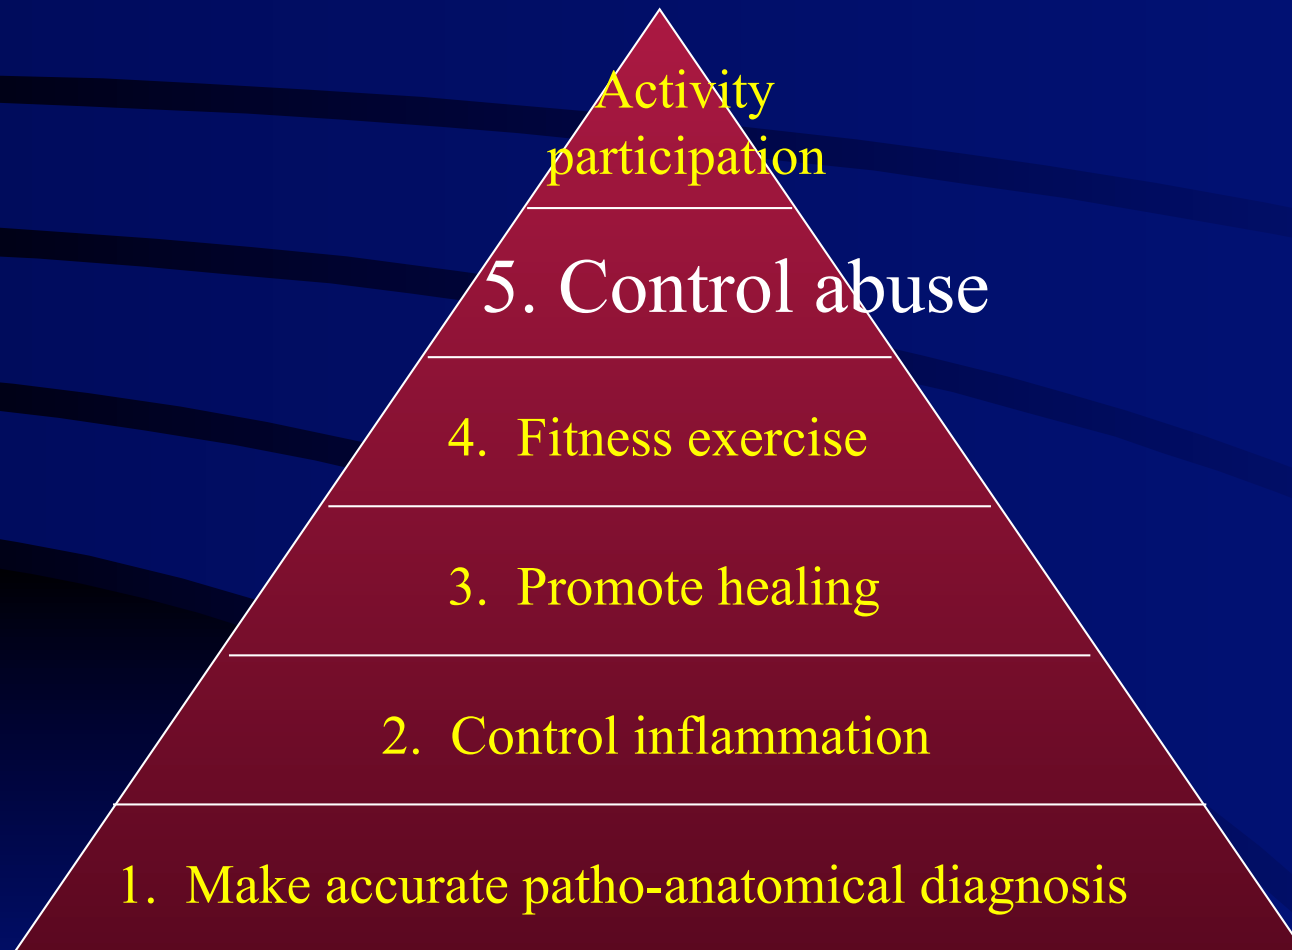 Activity
participation
5. Control abuse
4. Fitness exercise
3. Promote healing
2. Control inflammation
1. Make accurate patho-anatomical diagnosis